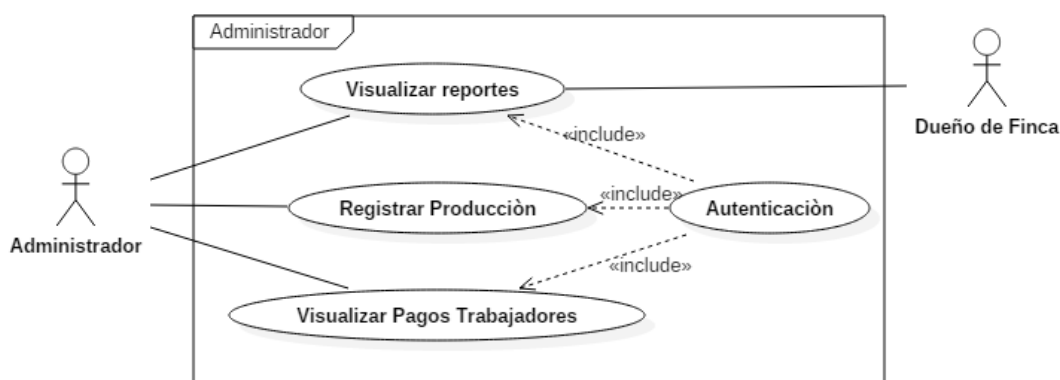 Administrador
Visualizar reportes
Dueño de Finca
«include»
«include»
Registrar Producciòn
Autenticaciòn
Administrador
«include»
Visualizar Pagos Trabajadores